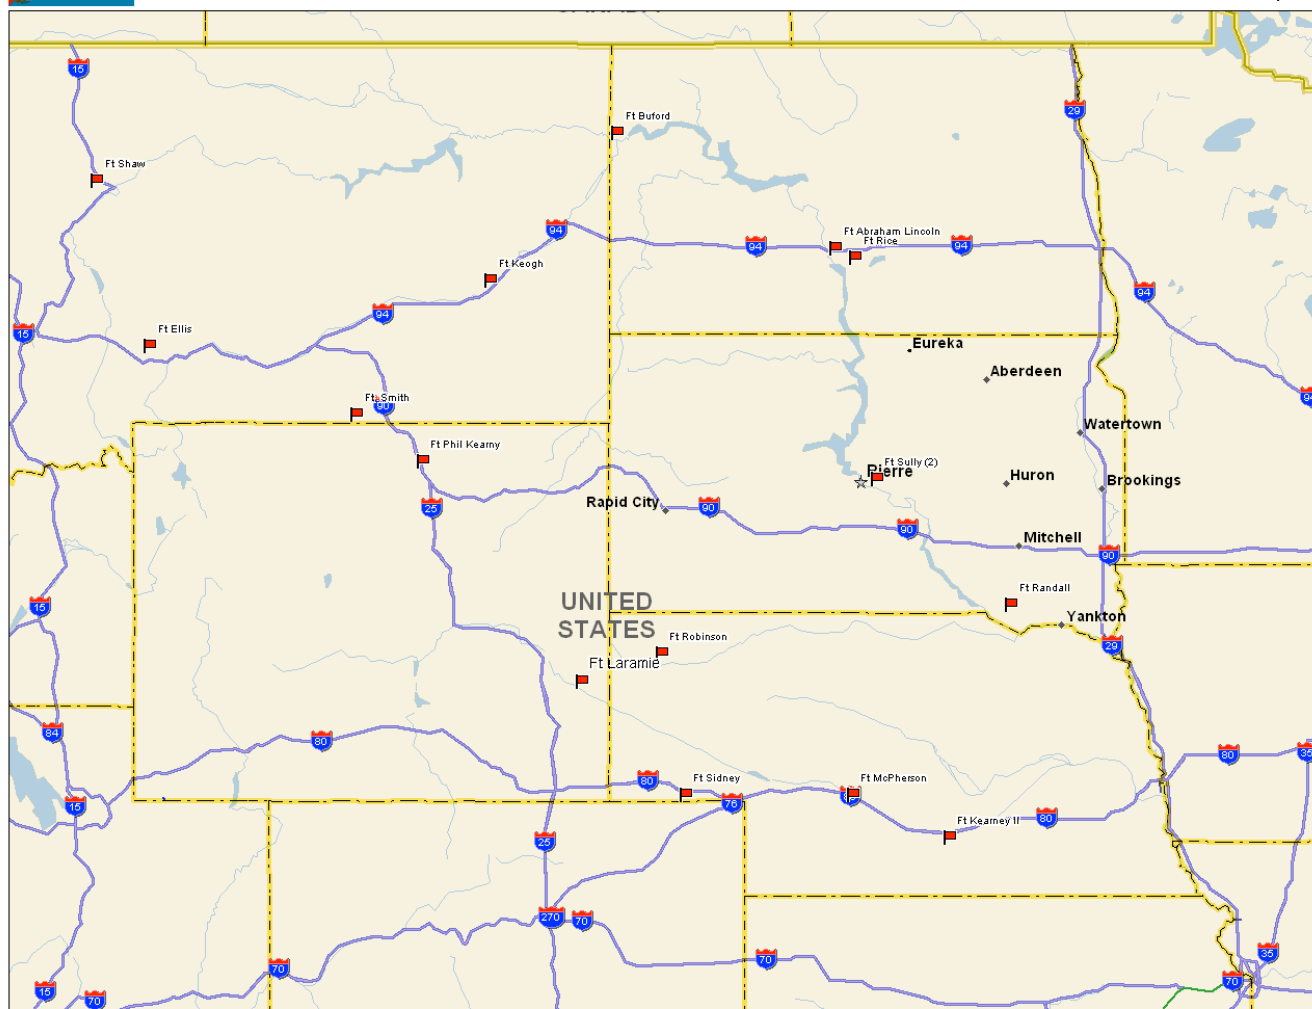 15
29
Ft Buford
Ft Shaw
94
Ft Abraham Lincoln
94
94
Ft Rice
Ft Keogh
94
94
15
Ft Ellis
Eureka
Aberdeen
Ft. Smith
90
Watertown
Ft Phil Kearny
Ft Sully (2)
Pierre
Huron
Brookings
Rapid City
25
90
90
Mitchell
90
Ft Randall
15
UNITED
STATES
Yankton
Ft Robinson
29
Ft Laramie
84
80
80
35
Ft Sidney
80
Ft McPherson
76
15
Ft Kearney II
80
25
270
70
70
70
35
15
70
70